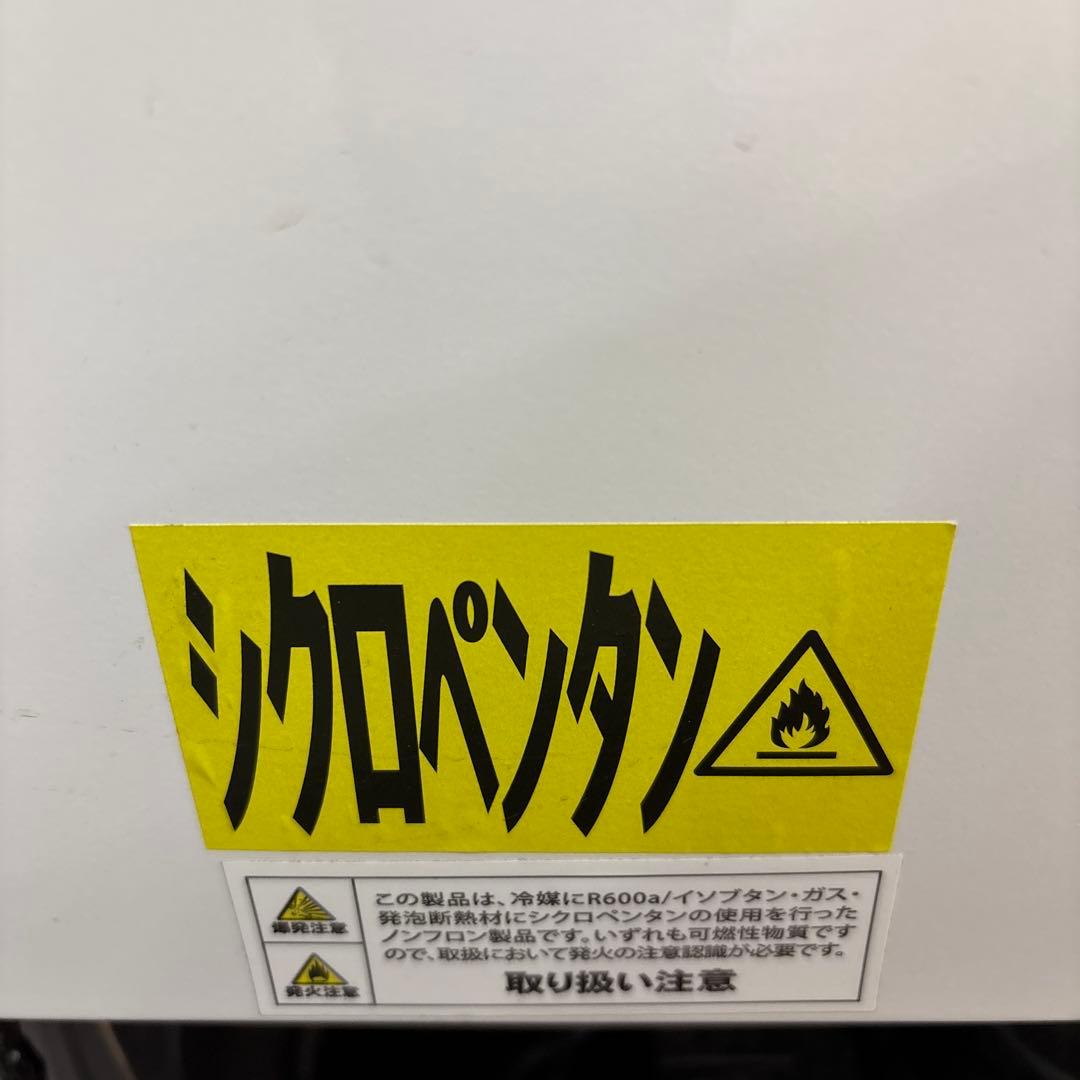 シクロペンタン
爆発注意
発火注意
この製品は、冷媒にR600a/イソブタン・ガス・
発泡断熱材にシクロペンタンの使用を行った
ノンフロン製品です。いずれも可燃性物質です
ので、取扱において発火の注意認識が必要です。
取り扱い注意